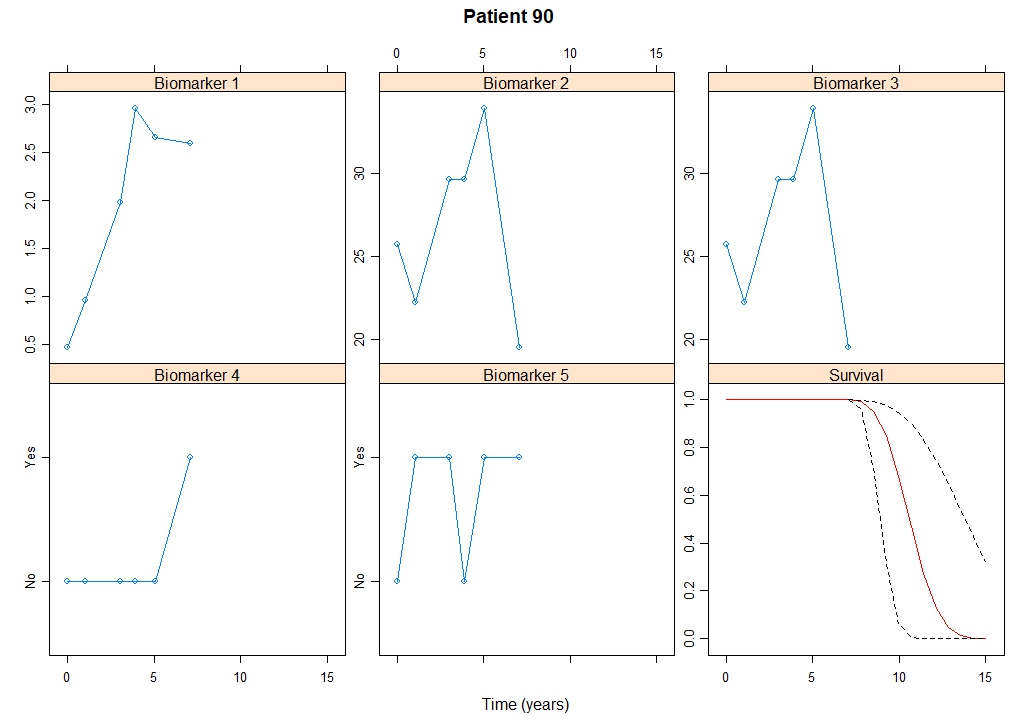 Patient 90
0 5 10 15
Biomarker 1 Biomarker 2 Biomarker 3
3.0 2.5 2.0 1.5 1.0 0.5
30 25 20
30 25 20
Biomarker 4 Biomarker 5 Survival
Yes No
Yes No
1.0 0.8 0.6 0.4 0.2 0.0
0 5 10 15
0 5 10 15
Time (years)